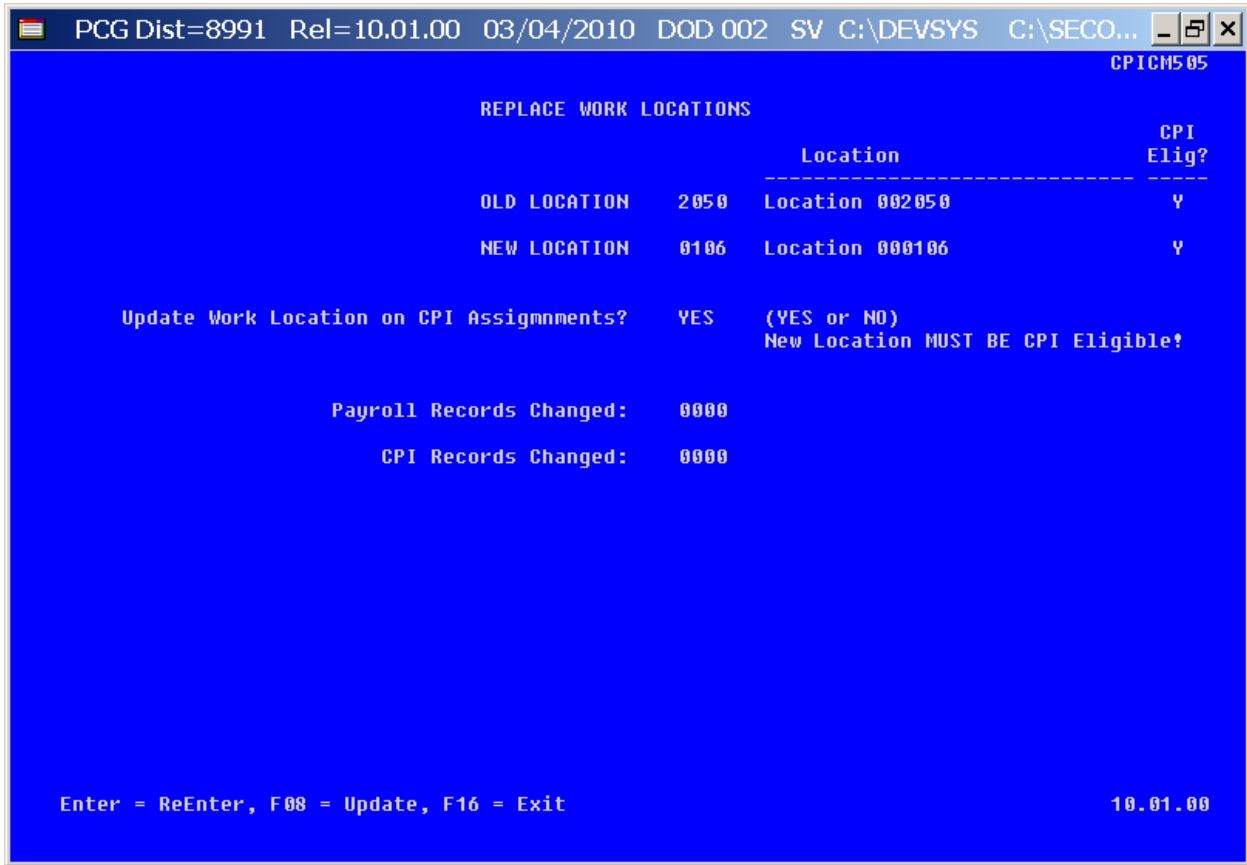 PCG Dist=8991 Rel=10.01.00 03/04/2010 DOD 002 SV C:\DEVSYS C:\SECO...
CPICM505
REPLACE WORK LOCATIONS
CPI
Location Elig?
------------------------------ -----
OLD LOCATION 2050 Location 002050 Y
NEW LOCATION 0106 Location 000106 Y
Update Work Location on CPI Assigmnments? YES (YES or NO)
New Location MUST BE CPI Eligible!
Payroll Records Changed: 0000
CPI Records Changed: 0000
Enter = ReEnter, F08 = Update, F16 = Exit 10.01.00